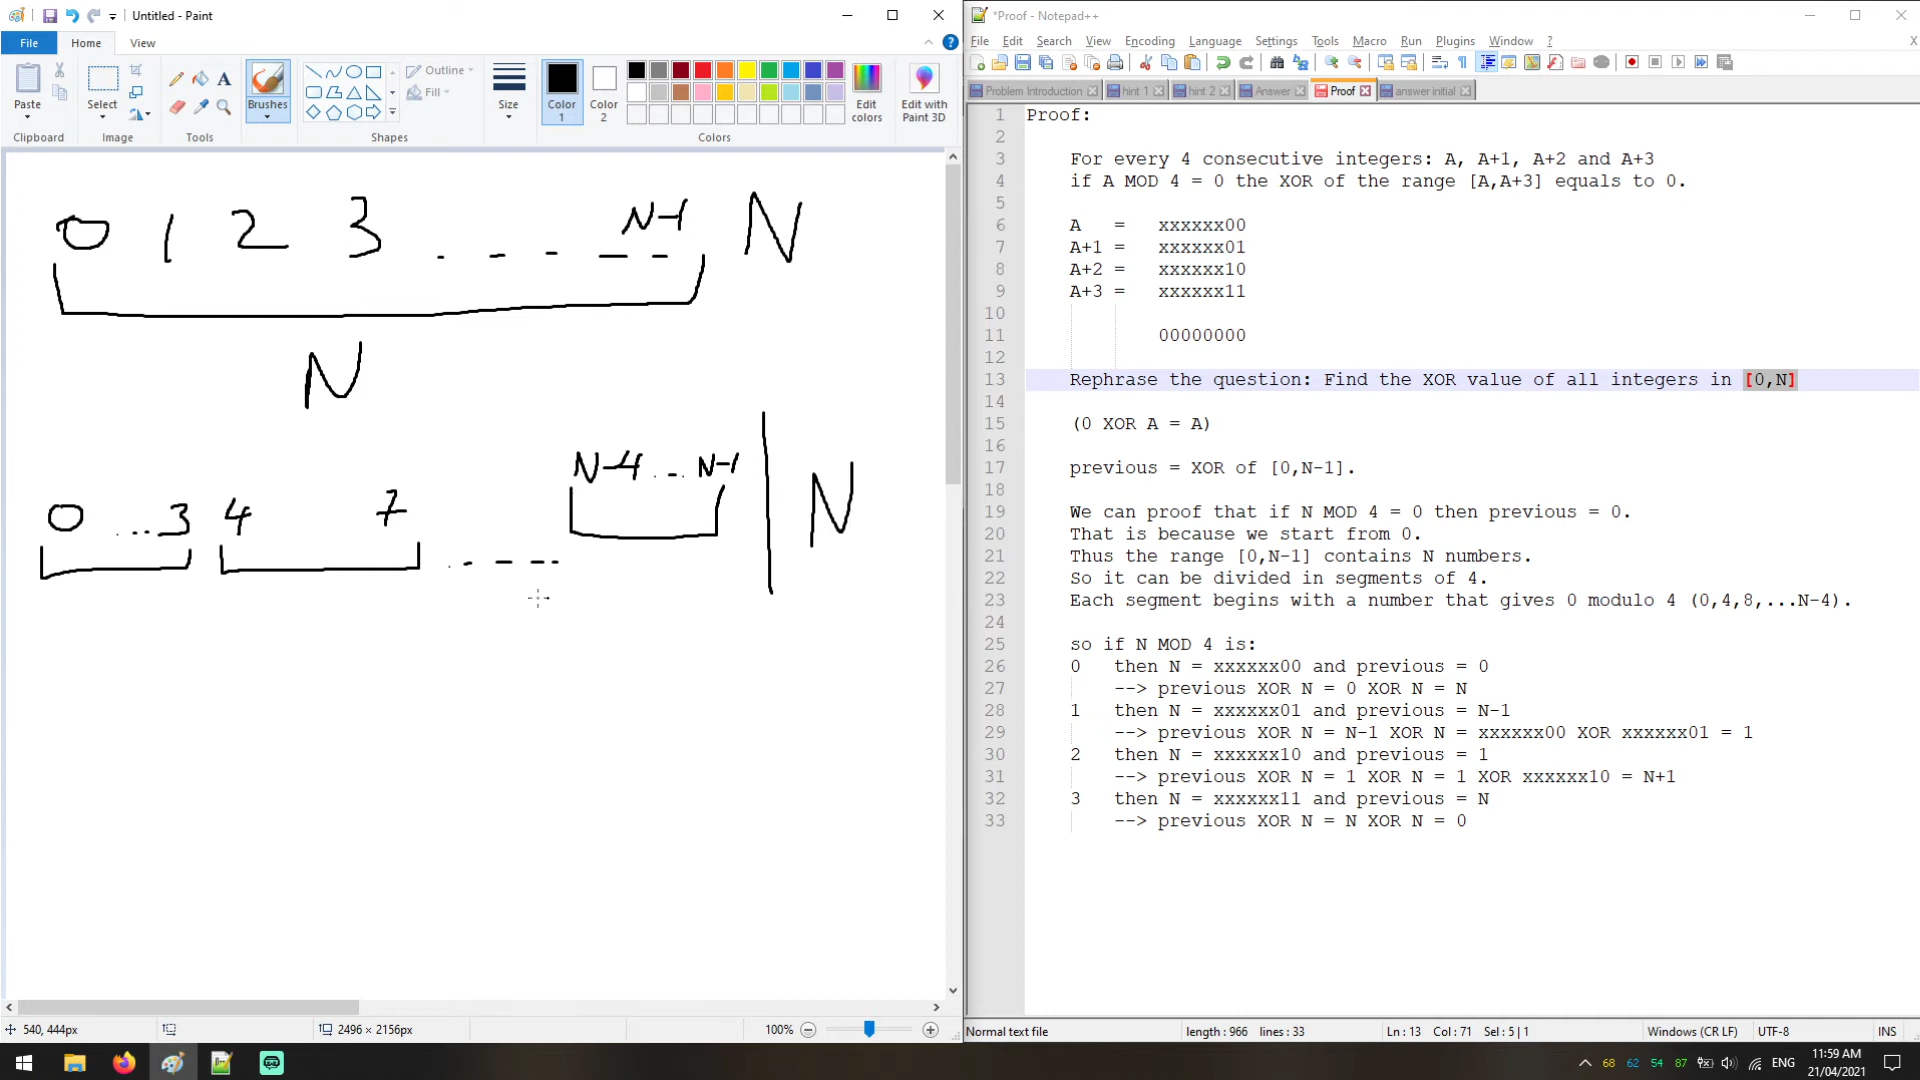 Untitled - Paint
File
Home
View
Paste
Select
Brushes
Outline
Fill
Size
Color
1
Color
2
Edit
colors
Edit with
Paint 3D
Clipboard
Image
Tools
Shapes
Colors
0 1 2 3 . - - - - N-1 N
N
0 ...3 4 7 . - - - N-4 . - . N-1 N
540, 444px
2496 × 2156px
100%
*Proof - Notepad++
File Edit Search View Encoding Language Settings Tools Macro Run Plugins Window ?
X
Problem Introduction
hint 1
hint 2
Answer
Proof
answer initial
1 Proof:
2
3 For every 4 consecutive integers: A, A+1, A+2 and A+3
4 if A MOD 4 = 0 the XOR of the range [A,A+3] equals to 0.
5
6 A = xxxxxx00
7 A+1 = xxxxxx01
8 A+2 = xxxxxx10
9 A+3 = xxxxxx11
10
11 00000000
12
13 Rephrase the question: Find the XOR value of all integers in [0,N]
14
15 (0 XOR A = A)
16
17 previous = XOR of [0,N-1].
18
19 We can proof that if N MOD 4 = 0 then previous = 0.
20 That is because we start from 0.
21 Thus the range [0,N-1] contains N numbers.
22 So it can be divided in segments of 4.
23 Each segment begins with a number that gives 0 modulo 4 (0,4,8,...N-4).
24
25 so if N MOD 4 is:
26 0 then N = xxxxxx00 and previous = 0
27 --> previous XOR N = 0 XOR N = N
28 1 then N = xxxxxx01 and previous = N-1
29 --> previous XOR N = N-1 XOR N = xxxxxx00 XOR xxxxxx01 = 1
30 2 then N = xxxxxx10 and previous = 1
31 --> previous XOR N = 1 XOR N = 1 XOR xxxxxx10 = N+1
32 3 then N = xxxxxx11 and previous = N
33 --> previous XOR N = N XOR N = 0
Normal text file
length : 966 lines : 33
Ln : 13 Col : 71 Sel : 5 | 1
Windows (CR LF)
UTF-8
INS
68 62 54 87
ENG
11:59 AM
21/04/2021